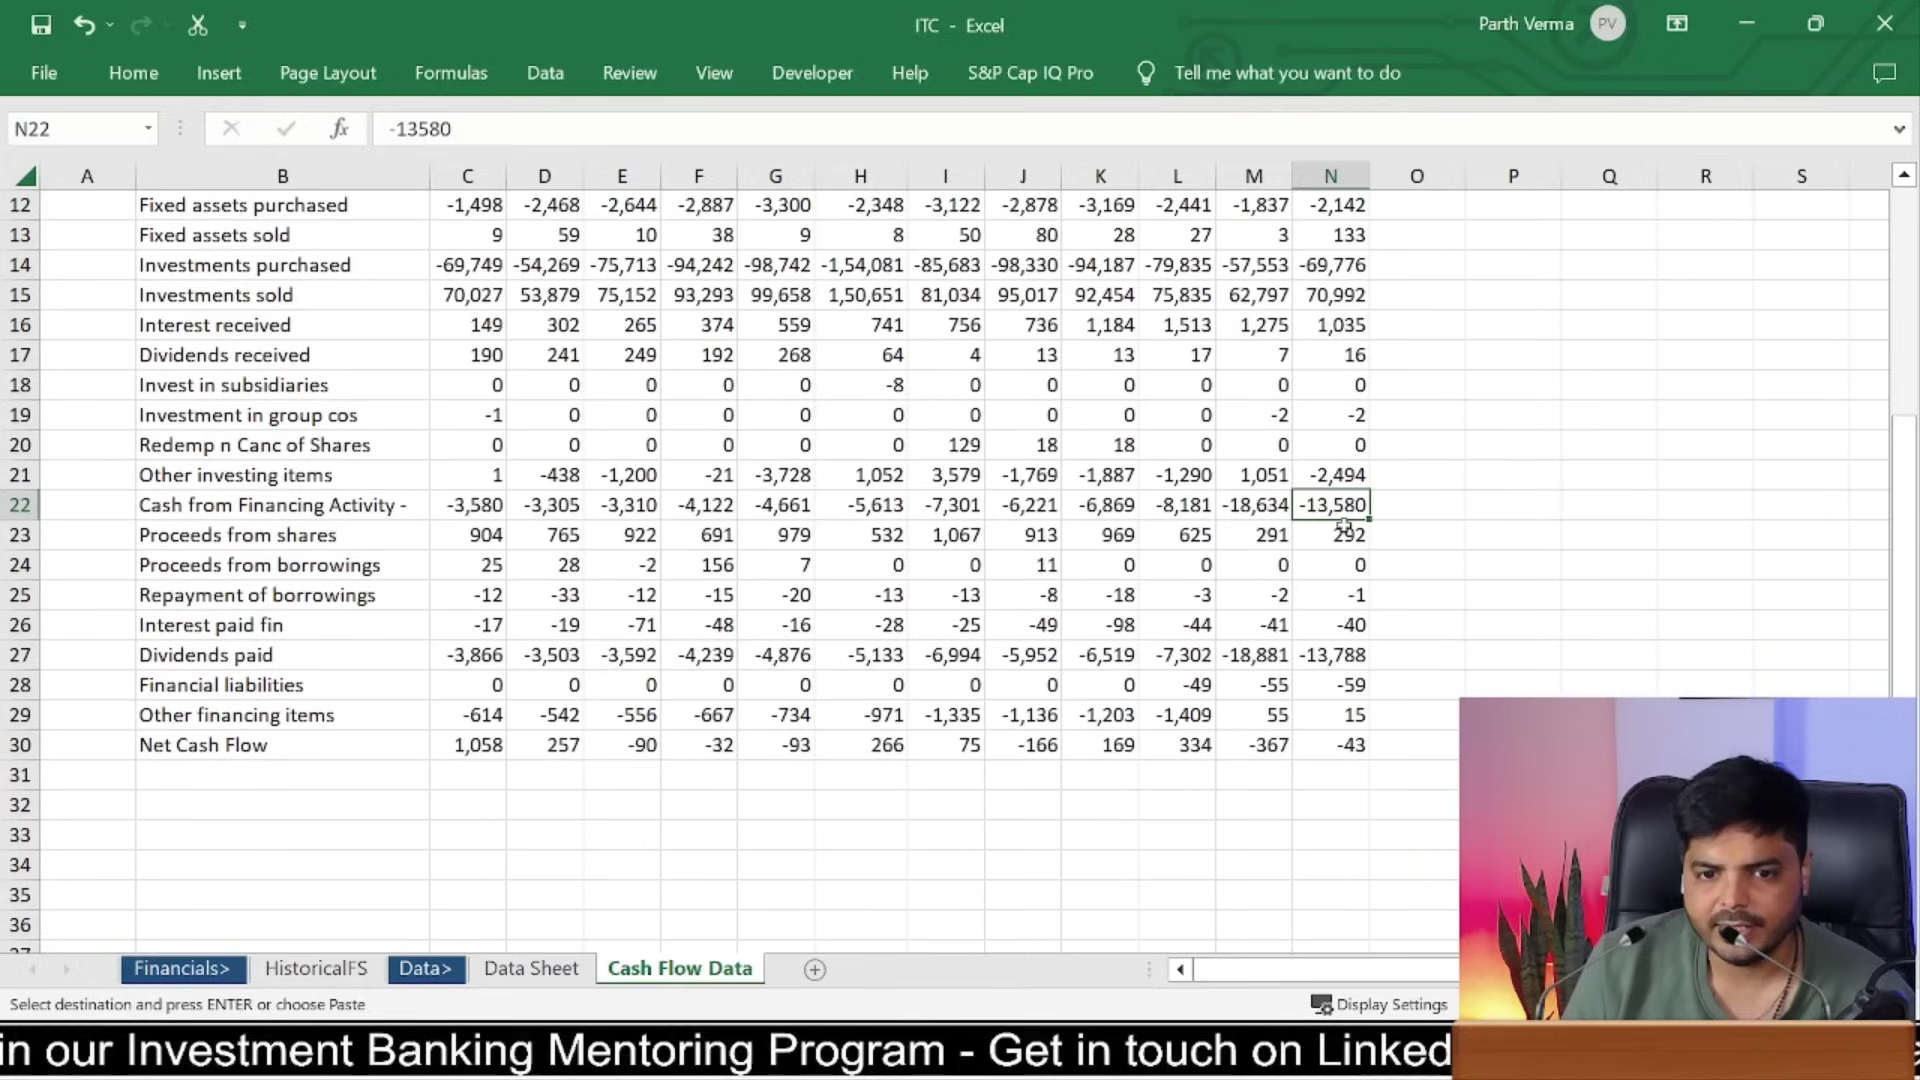 ITC - Excel
Parth Verma PV
File Home Insert Page Layout Formulas Data Review View Developer Help S&P Cap IQ Pro Tell me what you want to do
N22 fx -13580
A B C D E F G H I J K L M N O P Q R S
12 Fixed assets purchased -1,498 -2,468 -2,644 -2,887 -3,300 -2,348 -3,122 -2,878 -3,169 -2,441 -1,837 -2,142
13 Fixed assets sold 9 59 10 38 9 8 50 80 28 27 3 133
14 Investments purchased -69,749 -54,269 -75,713 -94,242 -98,742 -1,54,081 -85,683 -98,330 -94,187 -79,835 -57,553 -69,776
15 Investments sold 70,027 53,879 75,152 93,293 99,658 1,50,651 81,034 95,017 92,454 75,835 62,797 70,992
16 Interest received 149 302 265 374 559 741 756 736 1,184 1,513 1,275 1,035
17 Dividends received 190 241 249 192 268 64 4 13 13 17 7 16
18 Invest in subsidiaries 0 0 0 0 0 -8 0 0 0 0 0 0
19 Investment in group cos -1 0 0 0 0 0 0 0 0 0 -2 -2
20 Redemp n Canc of Shares 0 0 0 0 0 0 129 18 18 0 0 0
21 Other investing items 1 -438 -1,200 -21 -3,728 1,052 3,579 -1,769 -1,887 -1,290 1,051 -2,494
22 Cash from Financing Activity - -3,580 -3,305 -3,310 -4,122 -4,661 -5,613 -7,301 -6,221 -6,869 -8,181 -18,634 -13,580
23 Proceeds from shares 904 765 922 691 979 532 1,067 913 969 625 291 292
24 Proceeds from borrowings 25 28 -2 156 7 0 0 11 0 0 0 0
25 Repayment of borrowings -12 -33 -12 -15 -20 -13 -13 -8 -18 -3 -2 -1
26 Interest paid fin -17 -19 -71 -48 -16 -28 -25 -49 -98 -44 -41 -40
27 Dividends paid -3,866 -3,503 -3,592 -4,239 -4,876 -5,133 -6,994 -5,952 -6,519 -7,302 -18,881 -13,788
28 Financial liabilities 0 0 0 0 0 0 0 0 0 -49 -55 -59
29 Other financing items -614 -542 -556 -667 -734 -971 -1,335 -1,136 -1,203 -1,409 55 15
30 Net Cash Flow 1,058 257 -90 -32 -93 266 75 -166 169 334 -367 -43
31
32
33
34
35
36
Financials> HistoricalFS Data> Data Sheet Cash Flow Data
Select destination and press ENTER or choose Paste Display Settings
in our Investment Banking Mentoring Program - Get in touch on Linked